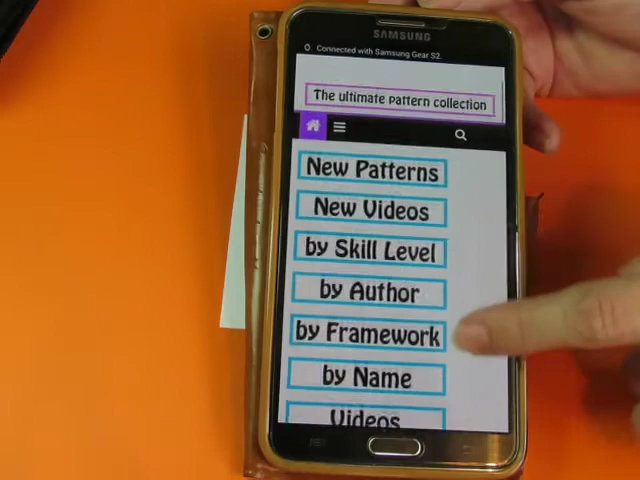 SAMSUNG
Connected with Samsung Gear S2.
The ultimate pattern collection
New Patterns
New Videos
by Skill Level
by Author
by Framework
by Name
Videos